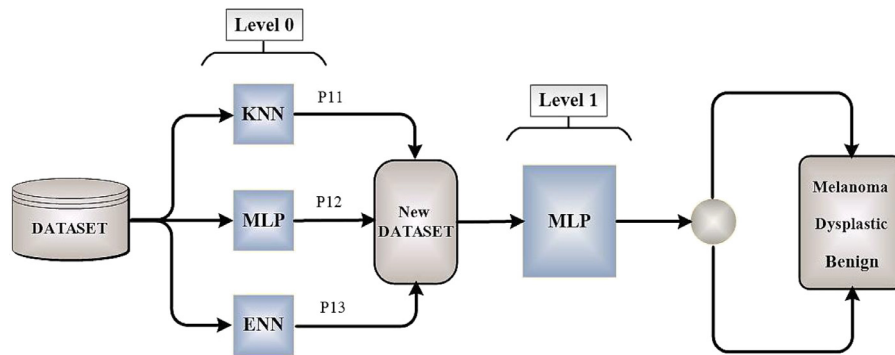 Level 0
KNN
P11
Level 1
DATASET
MLP
P12
New
DATASET
MLP
Melanoma
Dysplastic
Benign
ENN
P13